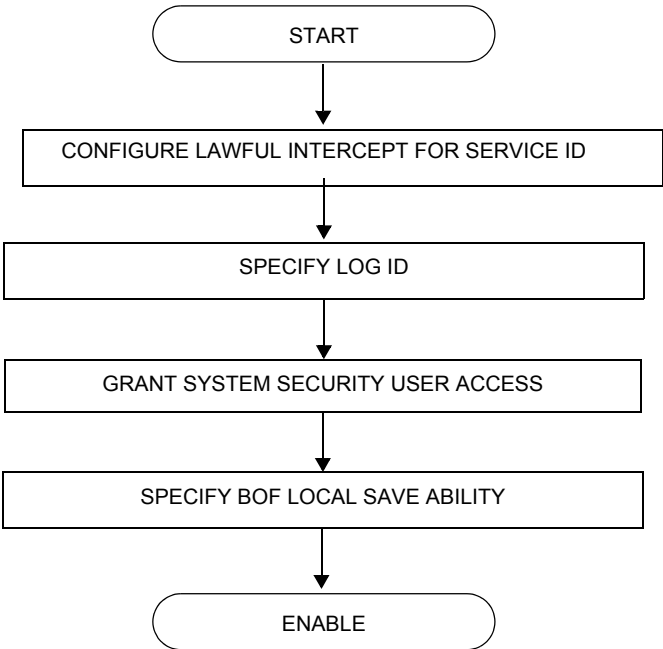 START
CONFIGURE LAWFUL INTERCEPT FOR SERVICE ID
SPECIFY LOG ID
GRANT SYSTEM SECURITY USER ACCESS
SPECIFY BOF LOCAL SAVE ABILITY
ENABLE